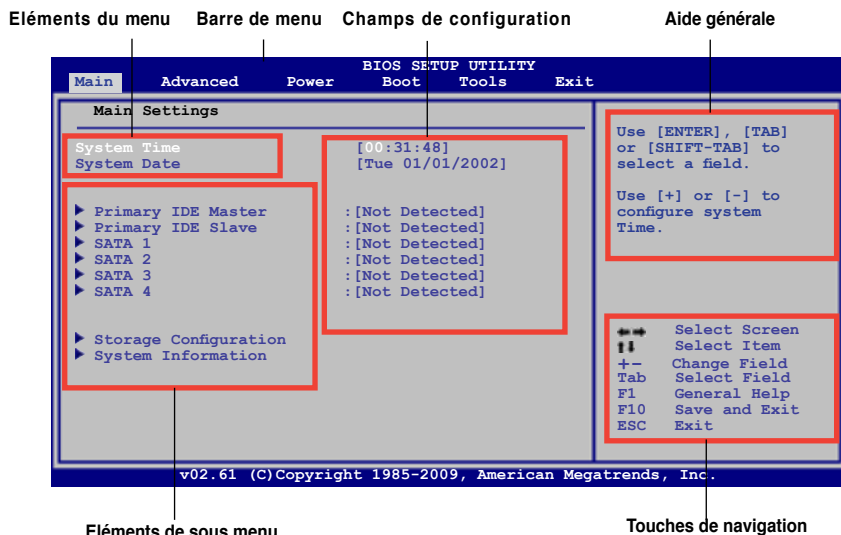 Eléments du menu Barre de menu Champs de configuration Aide générale
BIOS SETUP UTILITY
Main Advanced Power Boot Tools Exit
Main Settings
System Time [00:31:48]
System Date [Tue 01/01/2002]
Primary IDE Master :[Not Detected]
Primary IDE Slave :[Not Detected]
SATA 1 :[Not Detected]
SATA 2 :[Not Detected]
SATA 3 :[Not Detected]
SATA 4 :[Not Detected]
Storage Configuration
System Information
Use [ENTER], [TAB]
or [SHIFT-TAB] to
select a field.
Use [+] or [-] to
configure system
Time.
Select Screen
Select Item
+- Change Field
Tab Select Field
F1 General Help
F10 Save and Exit
ESC Exit
v02.61 (C)Copyright 1985-2009, American Megatrends, Inc.
Eléments de sous menu Touches de navigation